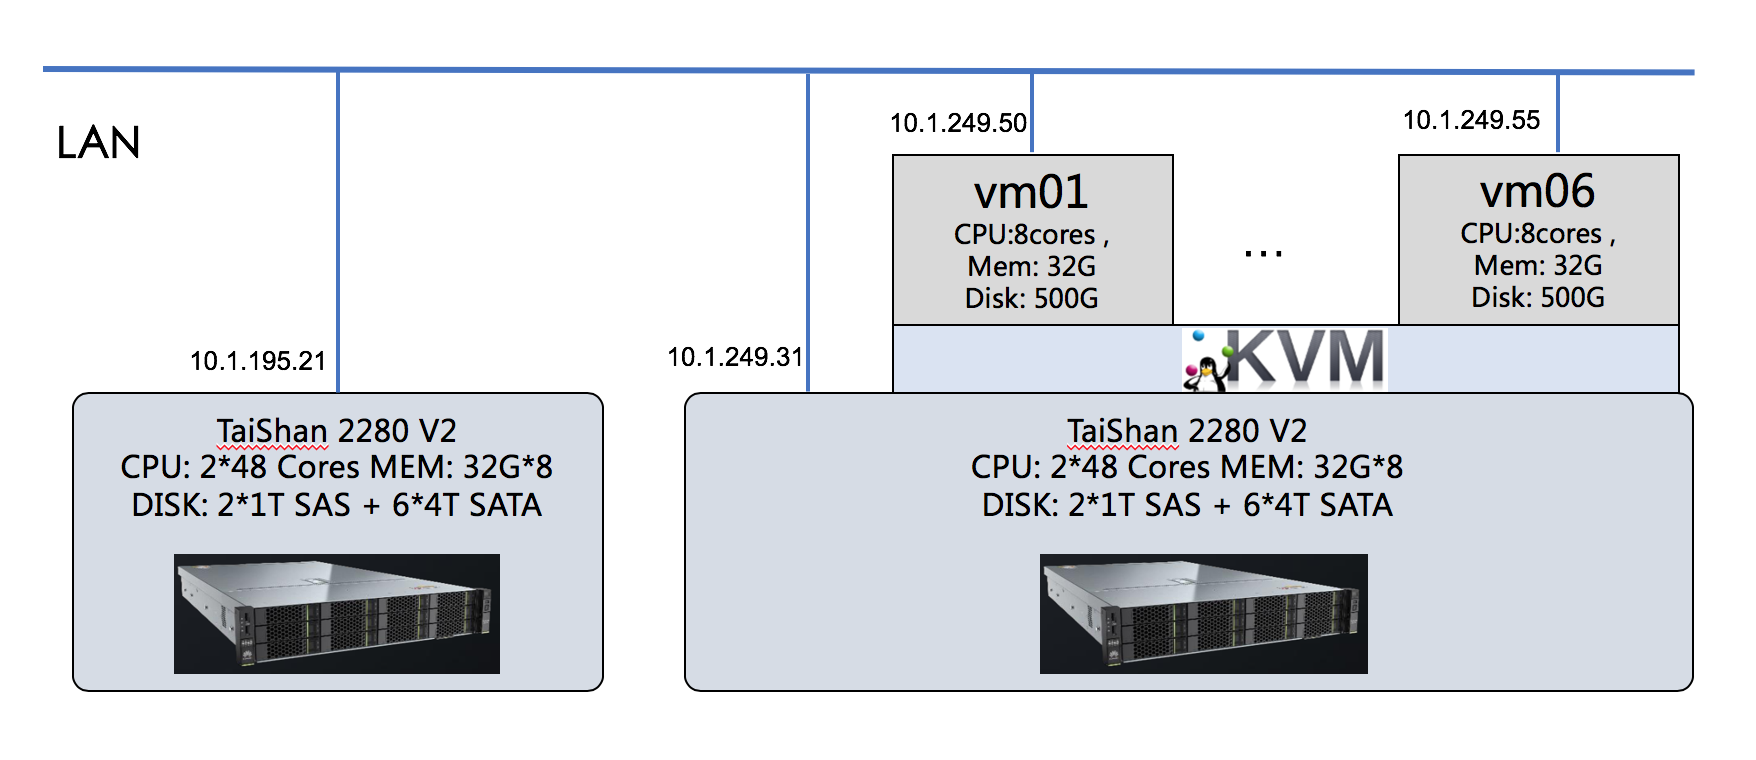 LAN
10.1.249.50
10.1.249.55
vm01
CPU:8cores ,
Mem: 32G
Disk: 500G
...
vm06
CPU:8cores ,
Mem: 32G
Disk: 500G
KVM
10.1.195.21
10.1.249.31
TaiShan 2280 V2
CPU: 2*48 Cores MEM: 32G*8
DISK: 2*1T SAS + 6*4T SATA
TaiShan 2280 V2
CPU: 2*48 Cores MEM: 32G*8
DISK: 2*1T SAS + 6*4T SATA